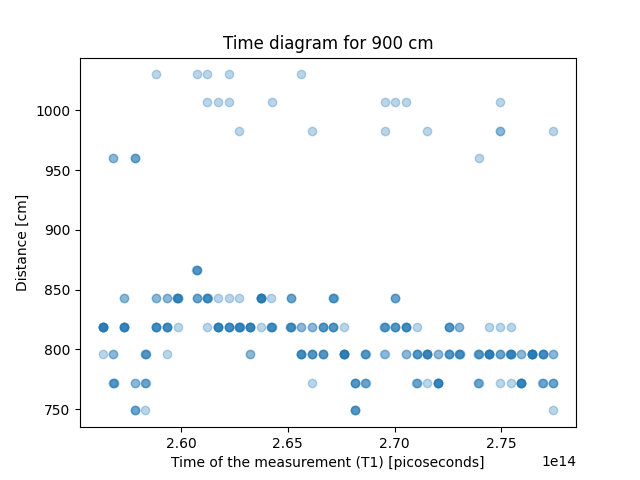 Time diagram for 900 cm
Distance [cm]
1000
950
900
850
800
750
2.60 2.65 2.70 2.75
1e14
Time of the measurement (T1) [picoseconds]